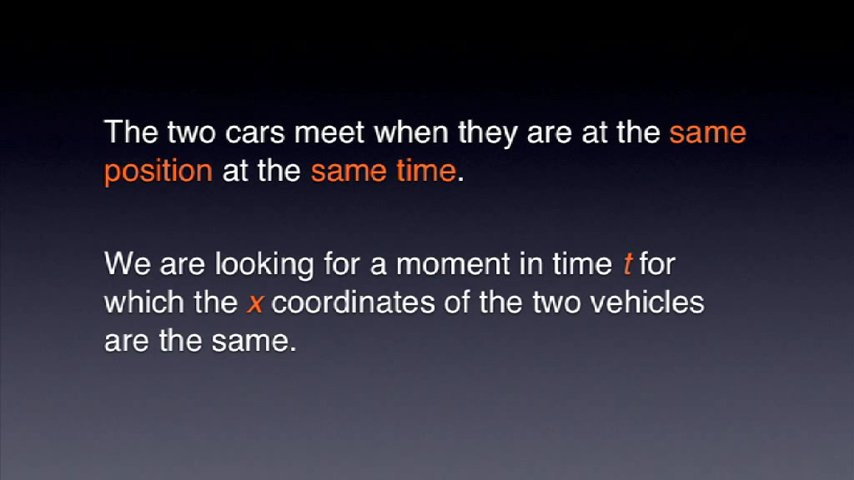 The two cars meet when they are at the same
position at the same time.
We are looking for a moment in time t for
which the x coordinates of the two vehicles
are the same.